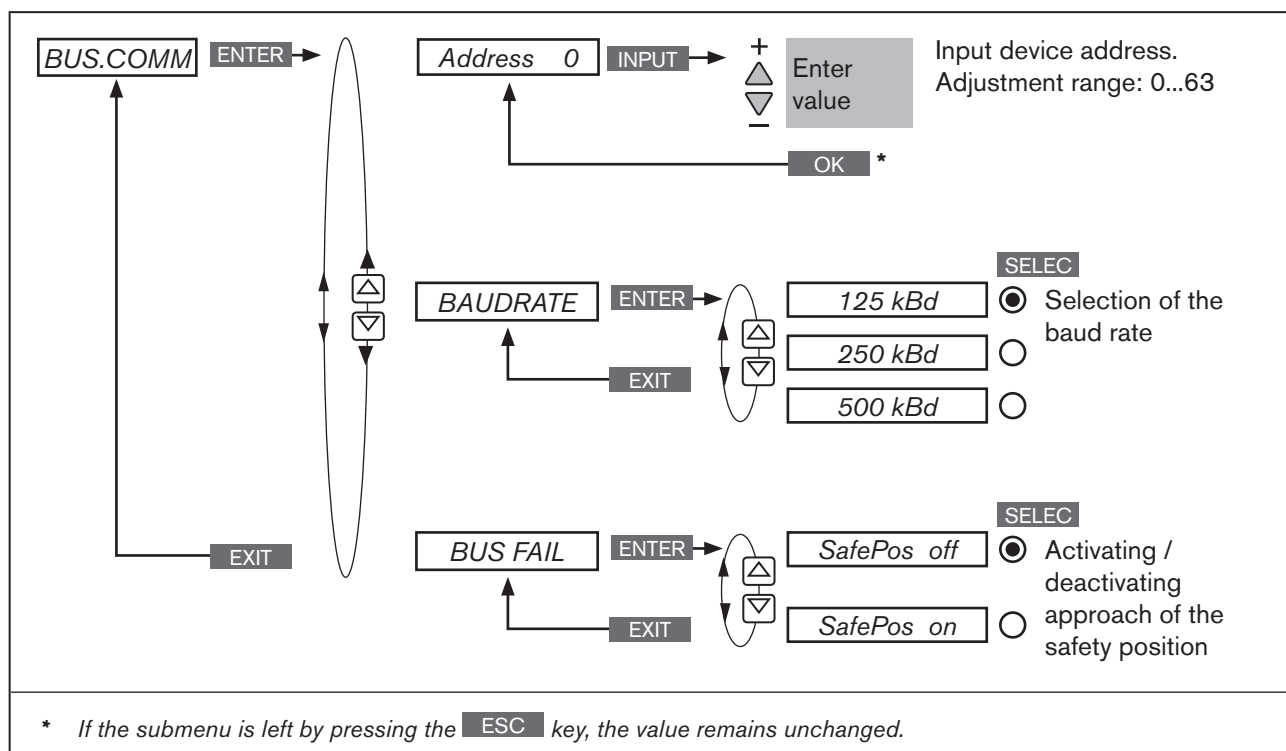 BUS.COMM ENTER
Address 0 INPUT
+
−
Enter
value
Input device address.
Adjustment range: 0...63
OK *
BAUDRATE ENTER
EXIT
125 kBd
250 kBd
500 kBd
SELEC
Selection of the
baud rate
EXIT
BUS FAIL ENTER
EXIT
SafePos off
SafePos on
SELEC
Activating /
deactivating
approach of the
safety position
* If the submenu is left by pressing the ESC key, the value remains unchanged.